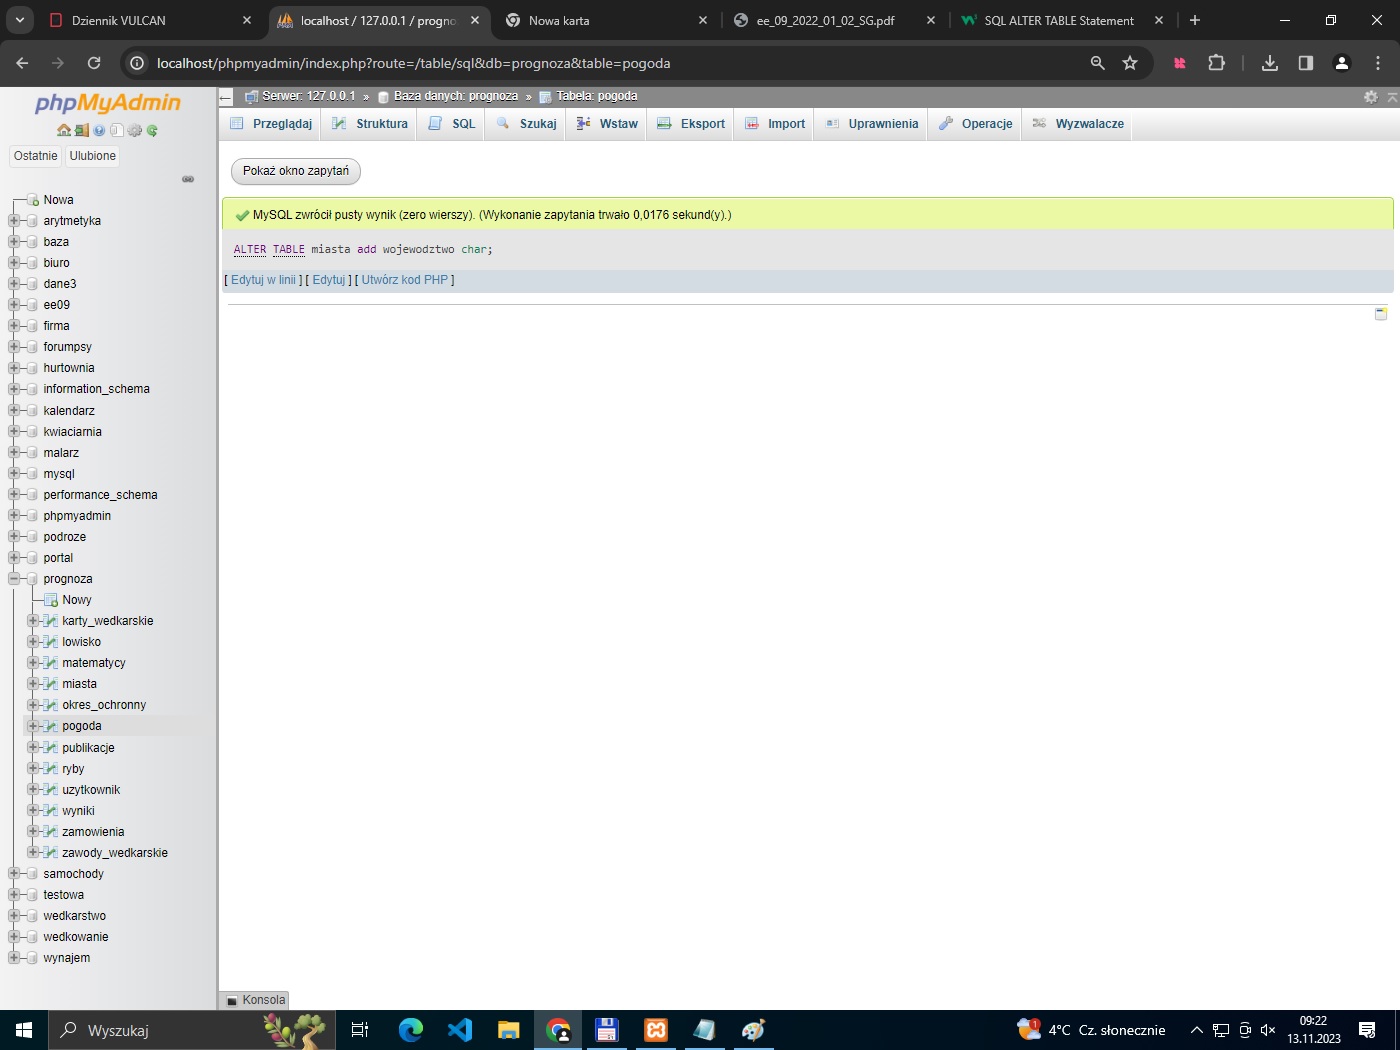 Dziennik VULCAN
localhost / 127.0.0.1 / progno
Nowa karta
ee_09_2022_01_02_SG.pdf
SQL ALTER TABLE Statement
localhost/phpmyadmin/index.php?route=/table/sql&db=prognoza&table=pogoda
phpMyAdmin
Ostatnie
Ulubione
Nowa
arytmetyka
baza
biuro
dane3
ee09
firma
forumpsy
hurtownia
information_schema
kalendarz
kwiaciarnia
malarz
mysql
performance_schema
phpmyadmin
podroze
portal
prognoza
Nowy
karty_wedkarskie
lowisko
matematycy
miasta
okres_ochronny
pogoda
publikacje
ryby
uzytkownik
wyniki
zamowienia
zawody_wedkarskie
samochody
testowa
wedkarstwo
wedkowanie
wynajem
Serwer: 127.0.0.1 » Baza danych: prognoza » Tabela: pogoda
Przeglądaj
Struktura
SQL
Szukaj
Wstaw
Eksport
Import
Uprawnienia
Operacje
Wyzwalacze
Pokaż okno zapytań
MySQL zwrócił pusty wynik (zero wierszy). (Wykonanie zapytania trwało 0,0176 sekund(y).)
ALTER TABLE miasta add wojewodztwo char;
[ Edytuj w linii ] [ Edytuj ] [ Utwórz kod PHP ]
Konsola
Wyszukaj
4°C Cz. słonecznie
09:22
13.11.2023